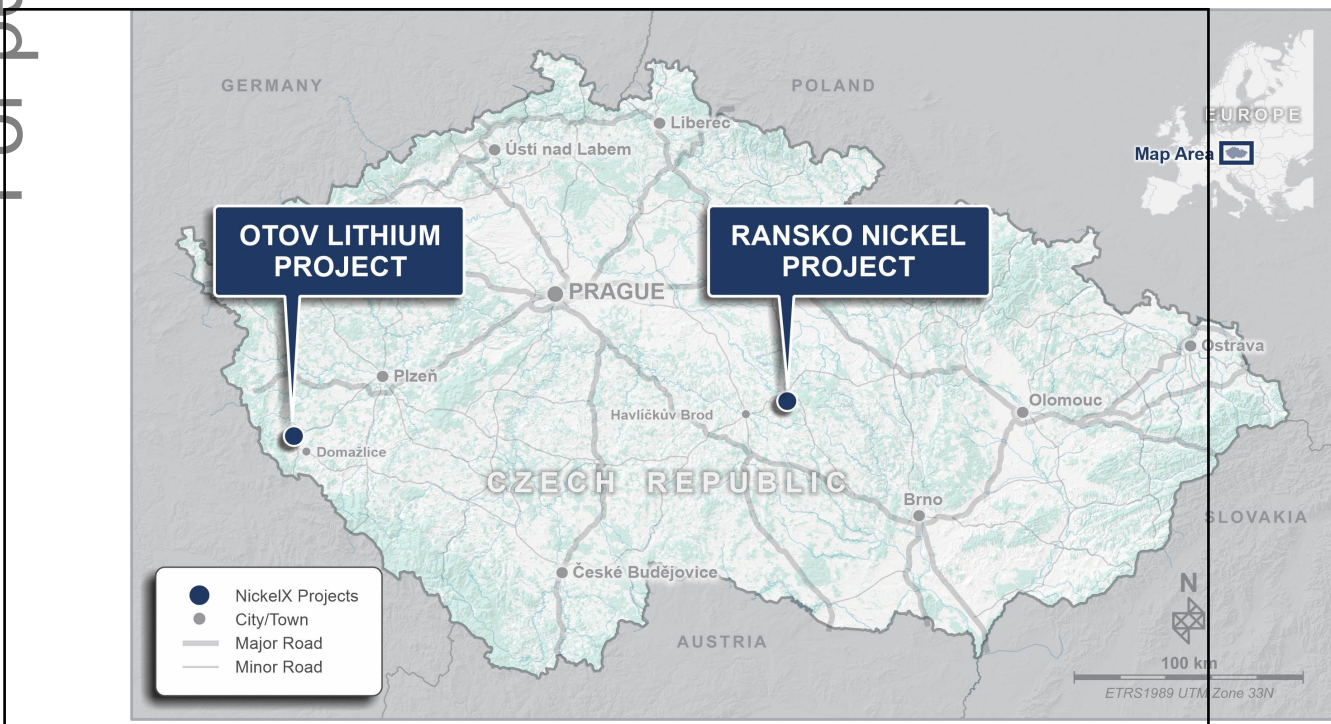 GERMANY
POLAND
EUROPE
Map Area
Liberec
Ústí nad Labem
OTOV LITHIUM
PROJECT
RANSKO NICKEL
PROJECT
PRAGUE
Ostrava
Plzeň
Olomouc
Havlíčkův Brod
Domažlice
CZECH REPUBLIC
Brno
SLOVAKIA
České Budějovice
AUSTRIA
N
NickelX Projects
City/Town
Major Road
Minor Road
100 km
ETRS1989 UTM Zone 33N